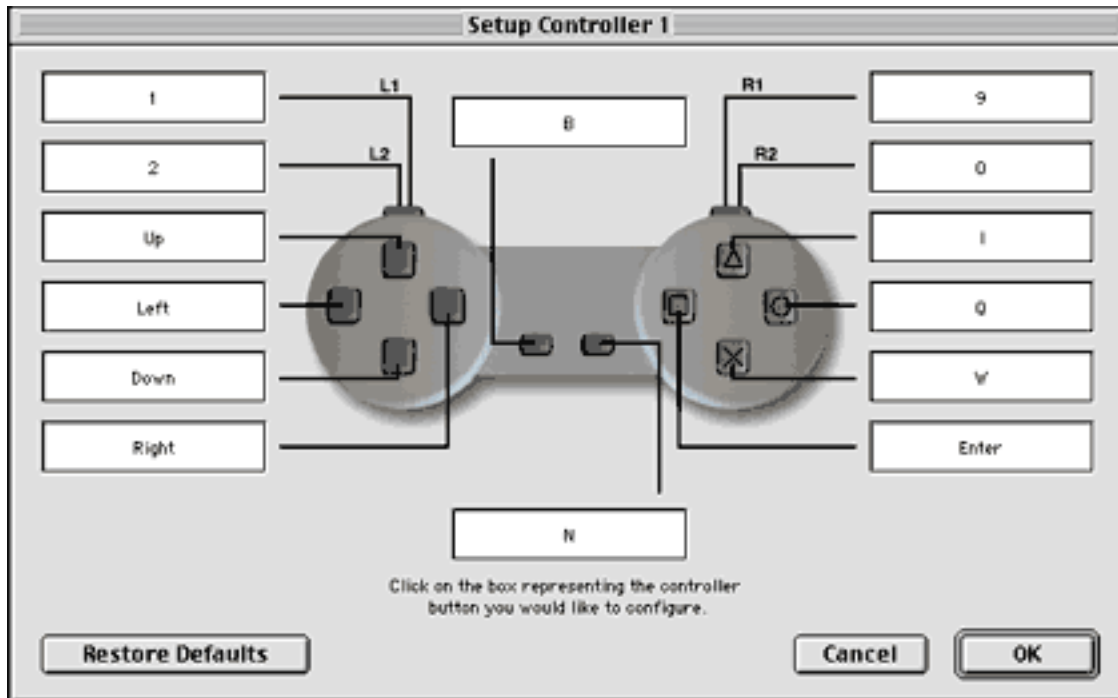 Setup Controller 1
1
L1
B
R1
9
2
L2
R2
0
Up
I
Left
Q
Down
W
Right
Enter
N
Click on the box representing the controller
button you would like to configure.
Restore Defaults
Cancel
OK